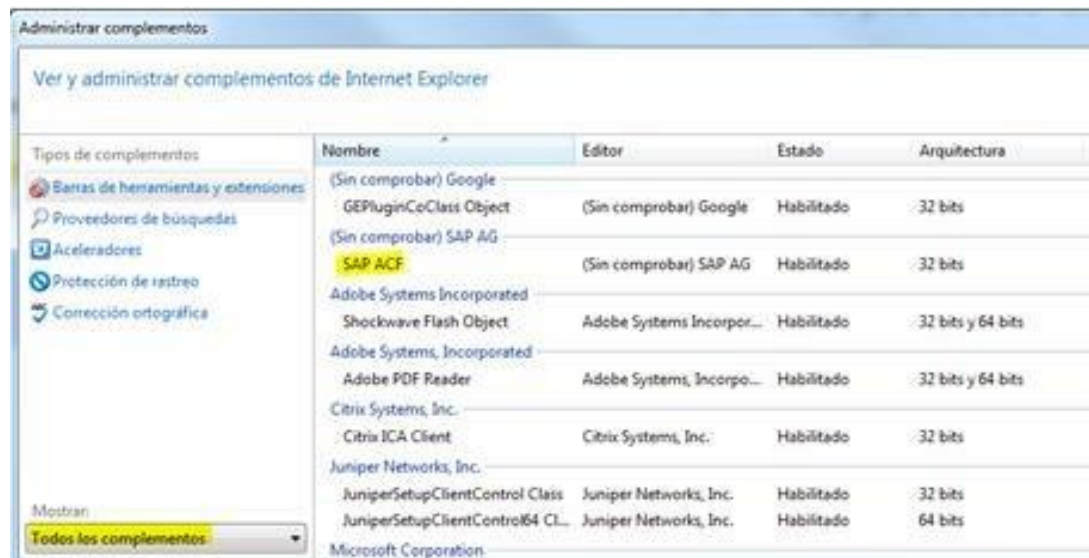 Administrar complementos
Ver y administrar complementos de Internet Explorer
Tipos de complementos
Barras de herramientas y extensiones
Proveedores de búsquedas
Aceleradores
Protección de rastreo
Corrección ortográfica
Mostrar:
Todos los complementos
Nombre Editor Estado Arquitectura
(Sin comprobar) Google
GEPluginCoClass Object (Sin comprobar) Google Habilitado 32 bits
(Sin comprobar) SAP AG
SAP ACF (Sin comprobar) SAP AG Habilitado 32 bits
Adobe Systems Incorporated
Shockwave Flash Object Adobe Systems Incorpor... Habilitado 32 bits y 64 bits
Adobe Systems, Incorporated
Adobe PDF Reader Adobe Systems, Incorpo... Habilitado 32 bits y 64 bits
Citrix Systems, Inc.
Citrix ICA Client Citrix Systems, Inc. Habilitado 32 bits
Juniper Networks, Inc.
JuniperSetupClientControl Class Juniper Networks, Inc. Habilitado 32 bits
JuniperSetupClientControl64 Cl... Juniper Networks, Inc. Habilitado 64 bits
Microsoft Corporation